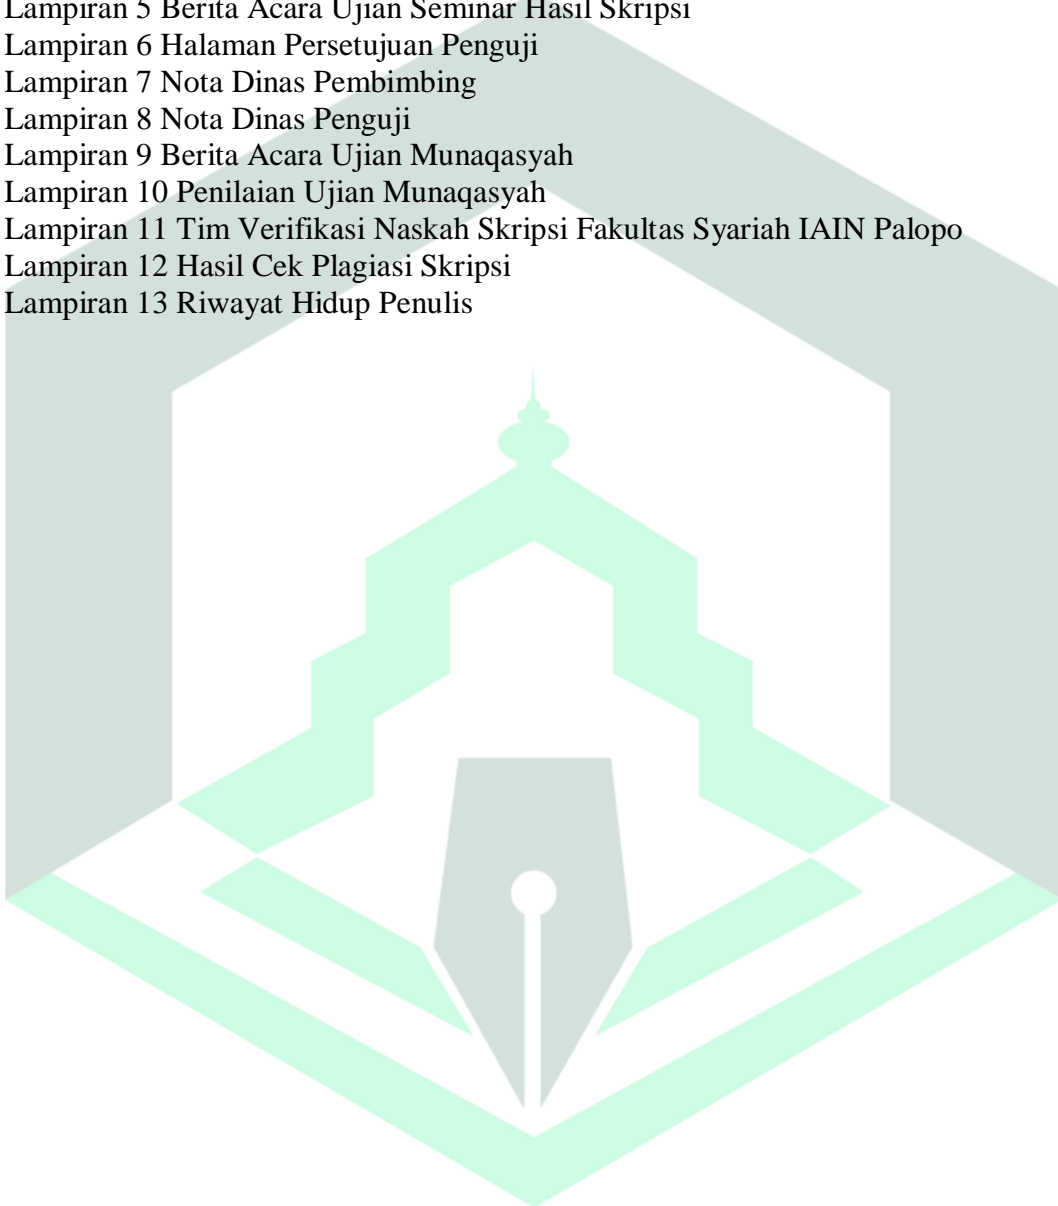 Lampiran 5 Berita Acara Ujian Seminar Hasil Skripsi
Lampiran 6 Halaman Persetujuan Penguji
Lampiran 7 Nota Dinas Pembimbing
Lampiran 8 Nota Dinas Penguji
Lampiran 9 Berita Acara Ujian Munaqasyah
Lampiran 10 Penilaian Ujian Munaqasyah
Lampiran 11 Tim Verifikasi Naskah Skripsi Fakultas Syariah IAIN Palopo
Lampiran 12 Hasil Cek Plagiasi Skripsi
Lampiran 13 Riwayat Hidup Penulis